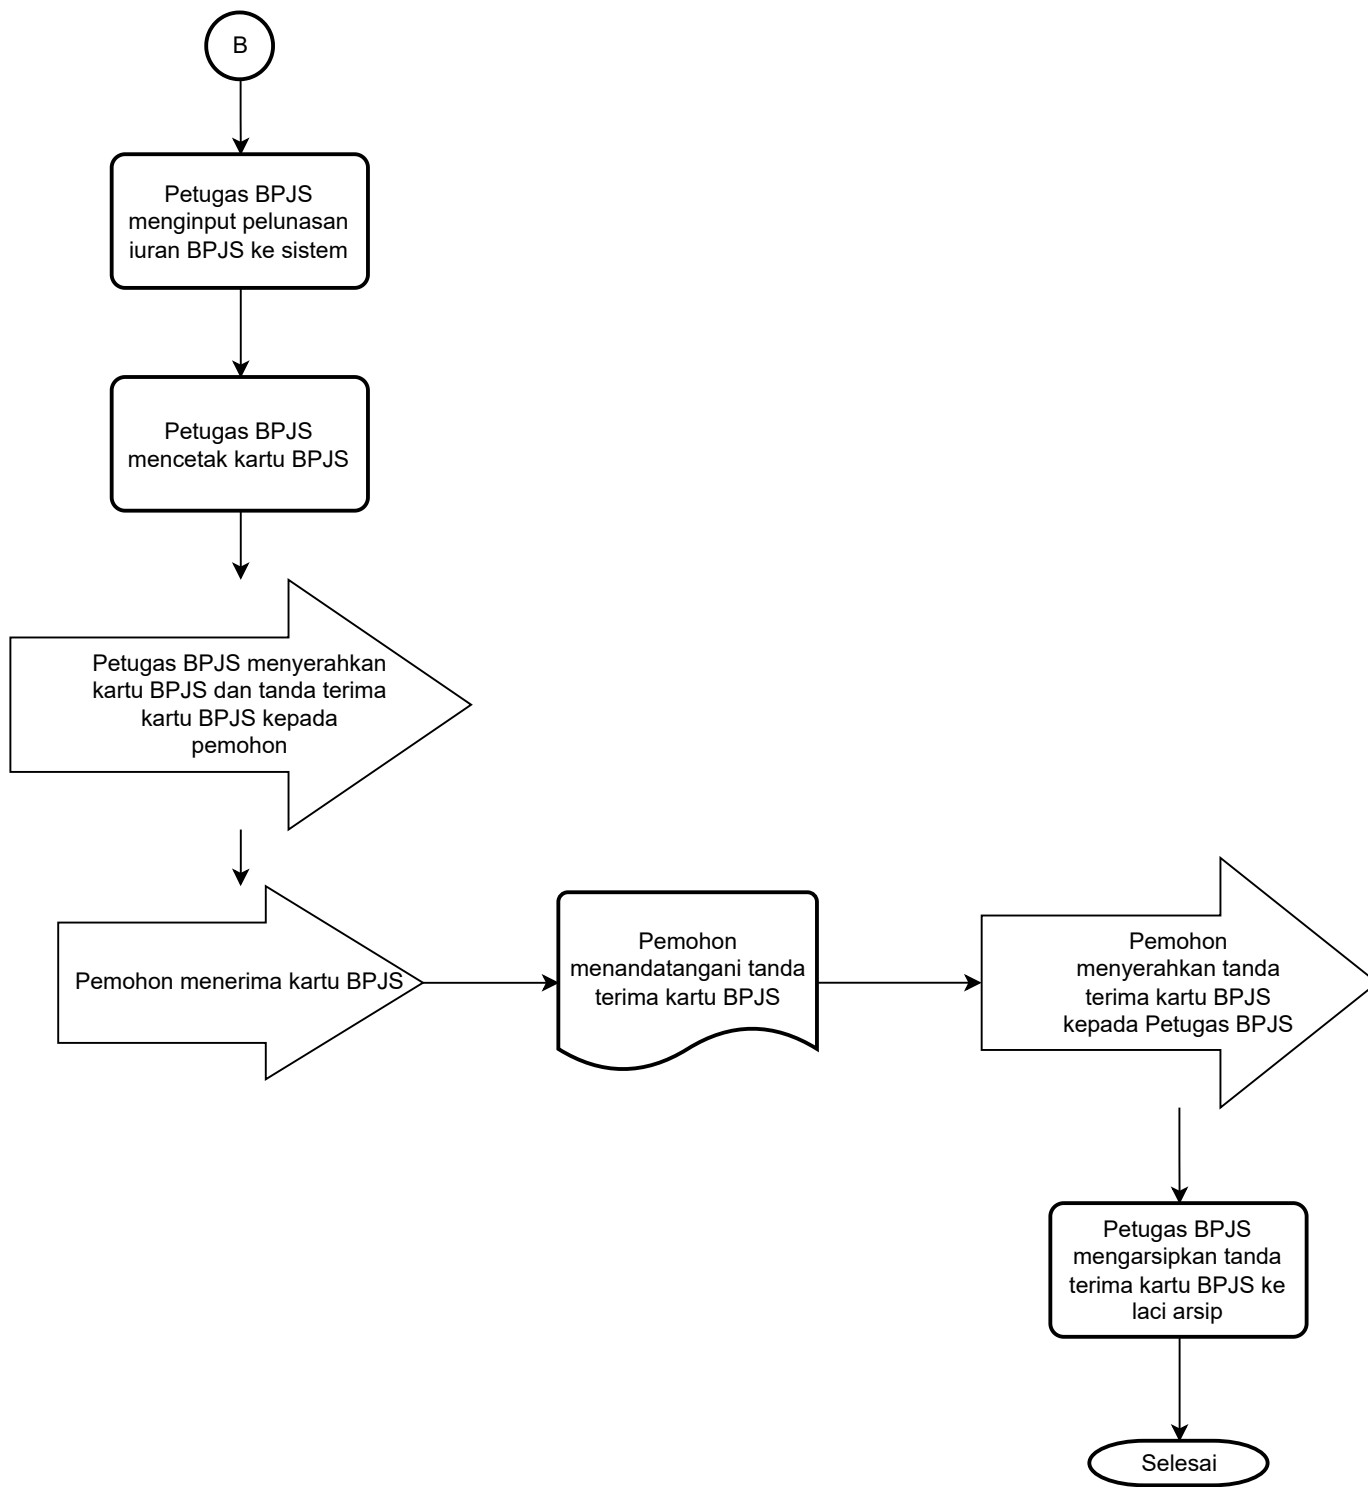 B
Petugas BPJS
menginput pelunasan
iuran BPJS ke sistem
Petugas BPJS
mencetak kartu BPJS
Petugas BPJS menyerahkan
kartu BPJS dan tanda terima
kartu BPJS kepada
pemohon
Pemohon menerima kartu BPJS
Pemohon
menandatangani tanda
terima kartu BPJS
Pemohon
menyerahkan tanda
terima kartu BPJS
kepada Petugas BPJS
Petugas BPJS
mengarsipkan tanda
terima kartu BPJS ke
laci arsip
Selesai